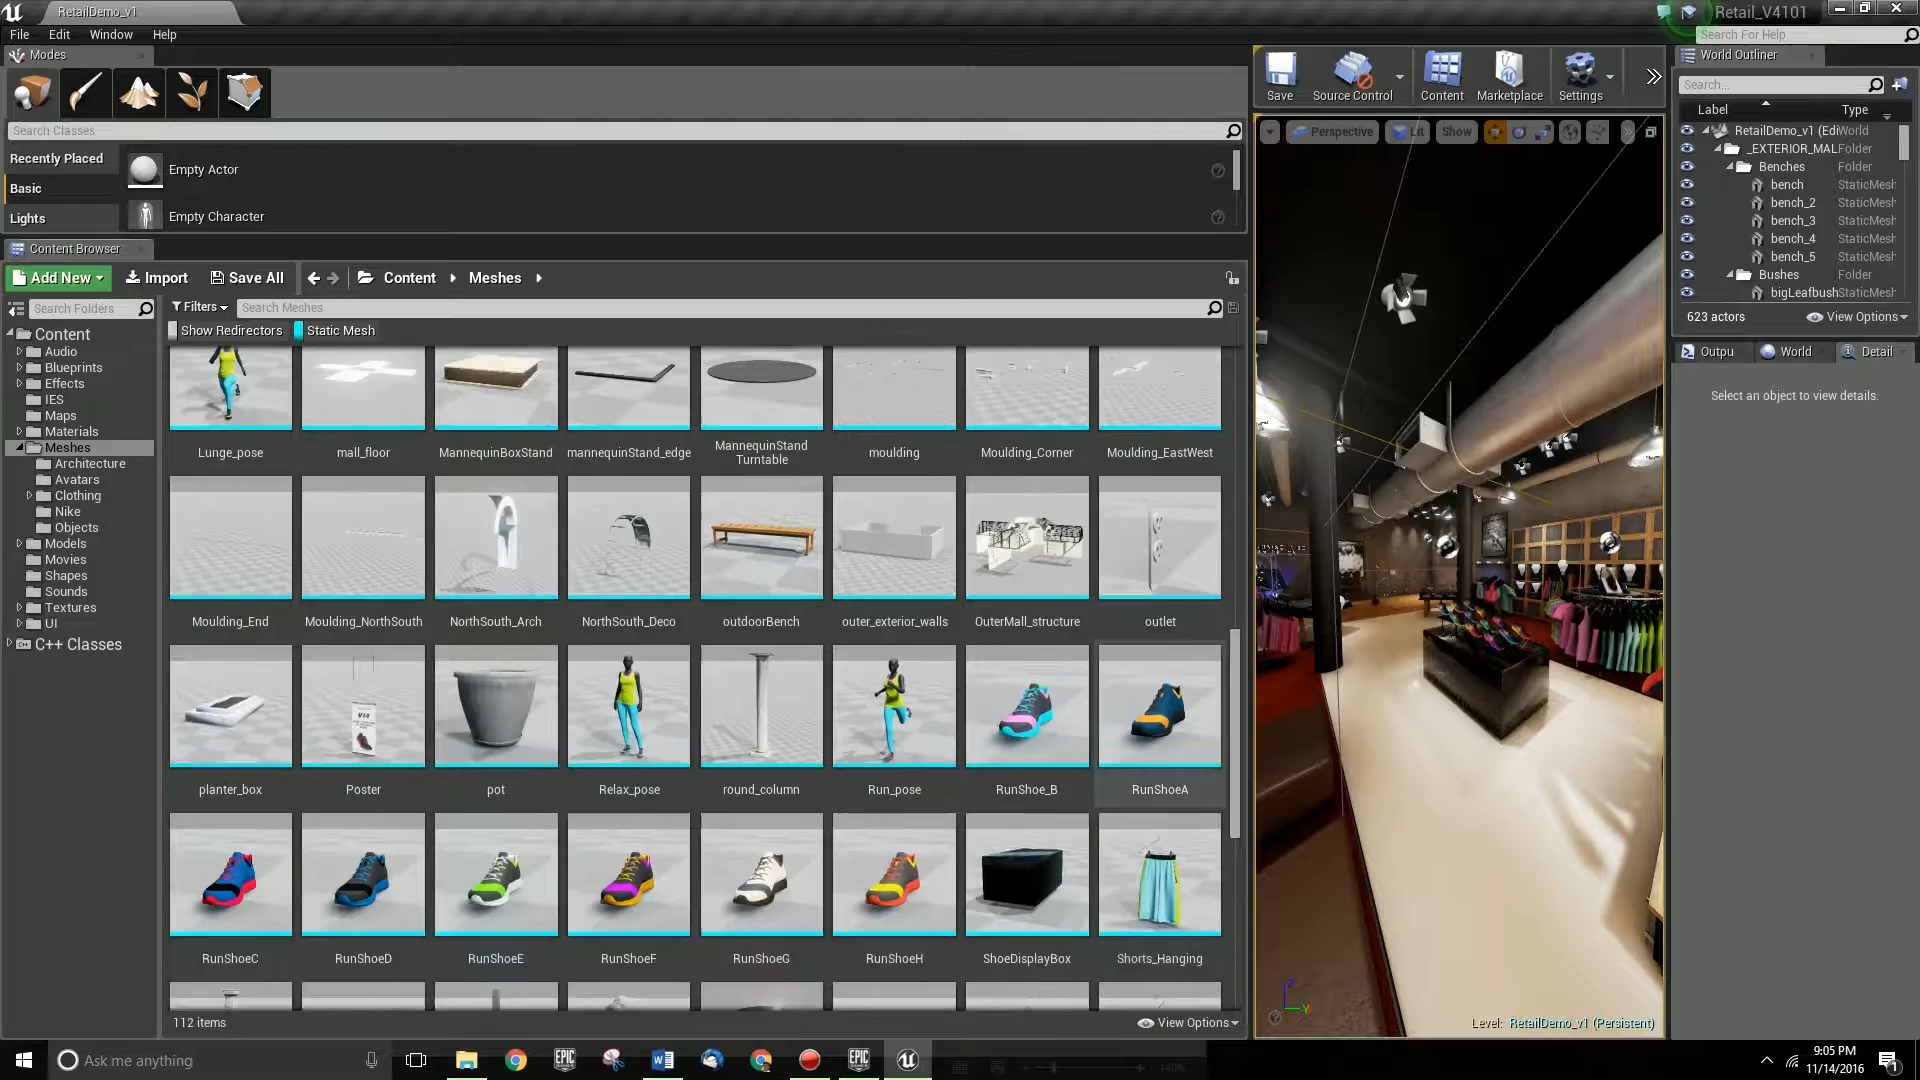 RetailDemo_v1
Retail_V4101
File Edit Window Help
Search For Help
Modes
World Outliner
Save Source Control Content Marketplace Settings
Search...
Label Type
Search Classes
Perspective Lit Show
RetailDemo_v1 (Edi World
Recently Placed
Empty Actor
_EXTERIOR_MAL Folder
Benches Folder
Basic
bench StaticMesh
bench_2 StaticMesh
Lights
Empty Character
bench_3 StaticMesh
bench_4 StaticMesh
Content Browser
bench_5 StaticMesh
Bushes Folder
Add New Import Save All Content Meshes
bigLeafbush StaticMesh
Search Folders
Filters
Search Meshes
623 actors View Options
Show Redirectors Static Mesh
Content
Audio
Blueprints
Effects
IES
Maps
Materials
Meshes
Architecture
Avatars
Clothing
Nike
Objects
Models
Movies
Shapes
Sounds
Textures
UI
C++ Classes
Outpu World Detail
Select an object to view details.
Lunge_pose mall_floor MannequinBoxStand mannequinStand_edge MannequinStand Turntable moulding Moulding_Corner Moulding_EastWest
Moulding_End Moulding_NorthSouth NorthSouth_Arch NorthSouth_Deco outdoorBench outer_exterior_walls OuterMall_structure outlet
planter_box Poster pot Relax_pose round_column Run_pose RunShoe_B RunShoeA
RunShoeC RunShoeD RunShoeE RunShoeF RunShoeG RunShoeH ShoeDisplayBox Shorts_Hanging
112 items
View Options
Level: RetailDemo_v1 (Persistent)
Ask me anything
EPIC GAMES
EPIC GAMES
9:05 PM
11/14/2016